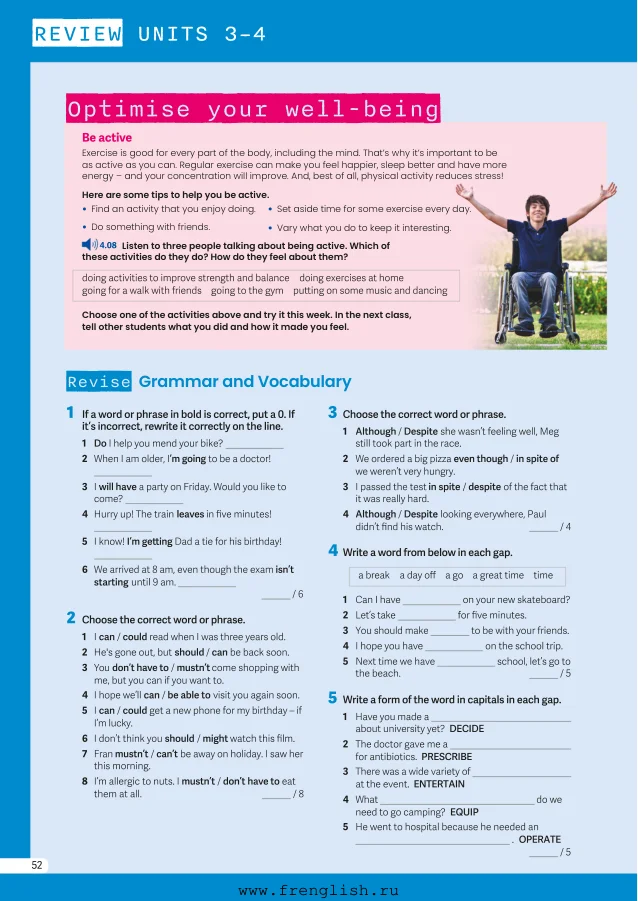 REVIEW UNITS 3–4
Optimise your well-being
Be active
Exercise is good for every part of the body, including the mind. That's why it's important to be
as active as you can. Regular exercise can make you feel happier, sleep better and have more
energy – and your concentration will improve. And, best of all, physical activity reduces stress!
Here are some tips to help you be active.
• Find an activity that you enjoy doing. • Set aside time for some exercise every day.
• Do something with friends. • Vary what you do to keep it interesting.
4.08 Listen to three people talking about being active. Which of
these activities do they do? How do they feel about them?
doing activities to improve strength and balance doing exercises at home
going for a walk with friends going to the gym putting on some music and dancing
Choose one of the activities above and try it this week. In the next class,
tell other students what you did and how it made you feel.
Revise Grammar and Vocabulary
1 If a word or phrase in bold is correct, put a 0. If
it's incorrect, rewrite it correctly on the line.
1 Do I help you mend your bike? ____________
2 When I am older, I'm going to be a doctor!
____________
3 I will have a party on Friday. Would you like to
come? ____________
4 Hurry up! The train leaves in five minutes!
____________
5 I know! I'm getting Dad a tie for his birthday!
____________
6 We arrived at 8 am, even though the exam isn't
starting until 9 am. ____________
______ / 6
2 Choose the correct word or phrase.
1 I can / could read when I was three years old.
2 He's gone out, but should / can be back soon.
3 You don't have to / mustn't come shopping with
me, but you can if you want to.
4 I hope we'll can / be able to visit you again soon.
5 I can / could get a new phone for my birthday – if
I'm lucky.
6 I don't think you should / might watch this film.
7 Fran mustn't / can't be away on holiday. I saw her
this morning.
8 I'm allergic to nuts. I mustn't / don't have to eat
them at all. ______ / 8
3 Choose the correct word or phrase.
1 Although / Despite she wasn't feeling well, Meg
still took part in the race.
2 We ordered a big pizza even though / in spite of
we weren't very hungry.
3 I passed the test in spite / despite of the fact that
it was really hard.
4 Although / Despite looking everywhere, Paul
didn't find his watch. ______ / 4
4 Write a word from below in each gap.
a break a day off a go a great time time
1 Can I have ____________ on your new skateboard?
2 Let's take ____________ for five minutes.
3 You should make ________ to be with your friends.
4 I hope you have ____________ on the school trip.
5 Next time we have ____________ school, let's go to
the beach. ______ / 5
5 Write a form of the word in capitals in each gap.
1 Have you made a ____________________________
about university yet? DECIDE
2 The doctor gave me a ________________________
for antibiotics. PRESCRIBE
3 There was a wide variety of ____________________
at the event. ENTERTAIN
4 What ________________________________ do we
need to go camping? EQUIP
5 He went to hospital because he needed an
________________________________ . OPERATE
______ / 5
52
www.frenglish.ru